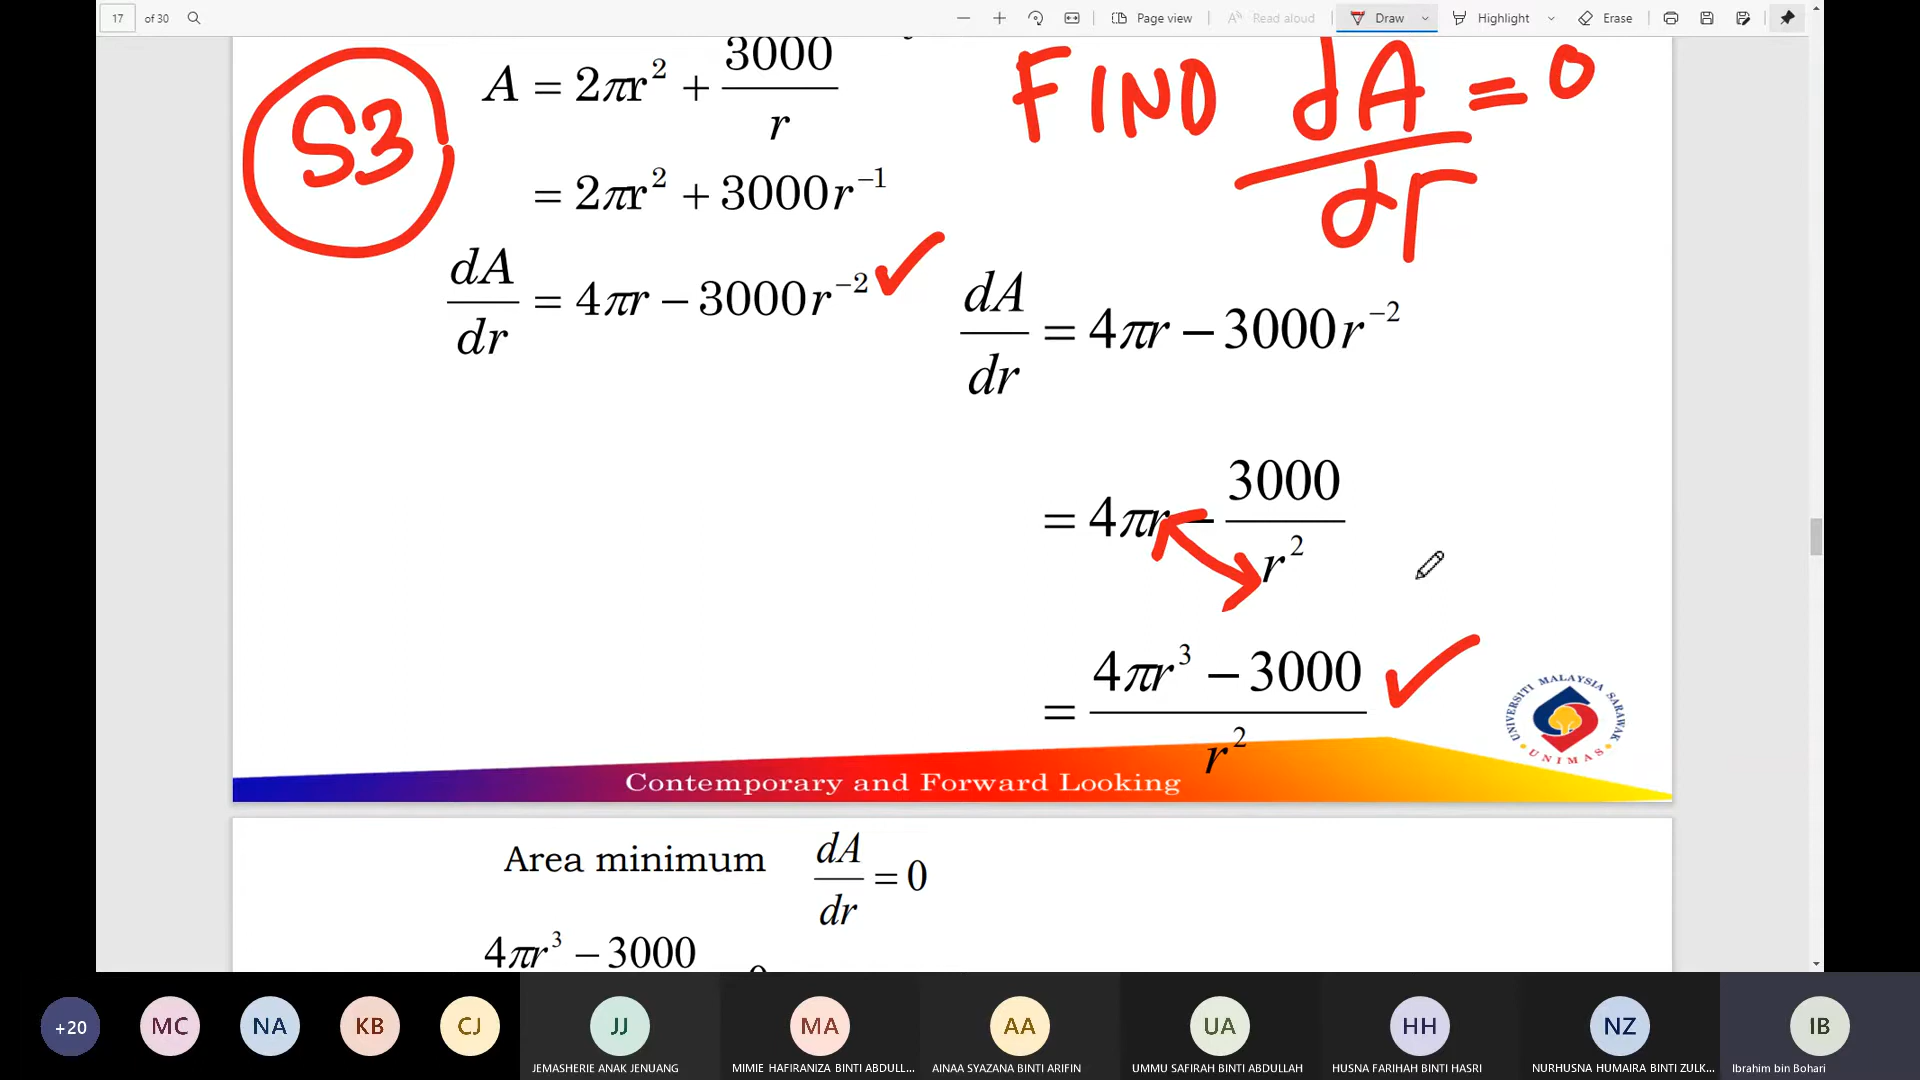 17 of 30 Page view Read aloud Draw Highlight Erase
S3
A = 2πr² + 3000/r
FIND dA/dr = 0
= 2πr² + 3000r⁻¹
dA/dr = 4πr − 3000r⁻²
dA/dr = 4πr − 3000r⁻²
= 4πr − 3000/r²
= (4πr³ − 3000)/r²
UNIVERSITI MALAYSIA SARAWAK
UNIMAS
Contemporary and Forward Looking
Area minimum dA/dr = 0
4πr³ − 3000
+20 MC NA KB CJ JJ MA AA UA HH NZ IB
JEMASHERIE ANAK JENUANG
MIMIE HAFIRANIZA BINTI ABDULL...
AINAA SYAZANA BINTI ARIFIN
UMMU SAFIRAH BINTI ABDULLAH
HUSNA FARIHAH BINTI HASRI
NURHUSNA HUMAIRA BINTI ZULK...
Ibrahim bin Bohari